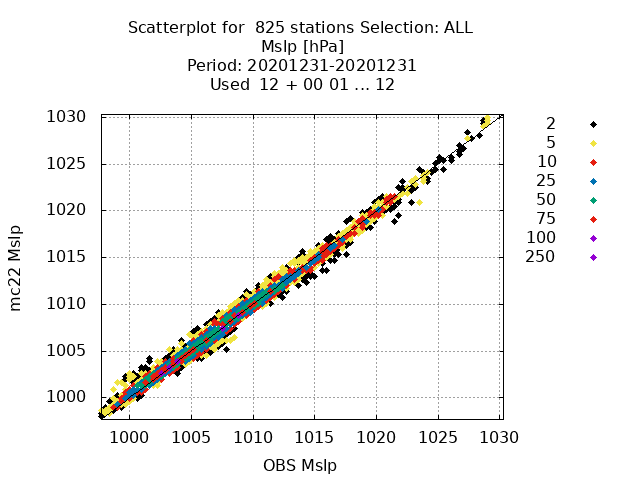 Scatterplot for  825 stations Selection: ALL
Mslp [hPa]
Period: 20201231-20201231
Used 12 + 00 01 ... 12
1030
1025
1020
1015
1010
1005
1000
mc22 Mslp
1000 1005 1010 1015 1020 1025 1030
OBS Mslp
2
5
10
25
50
75
100
250